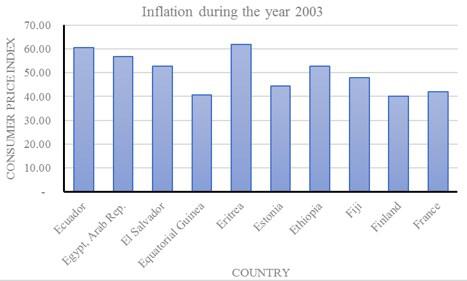 Inflation during the year 2003
CONSUMER PRICE INDEX
70.00
60.00
50.00
40.00
30.00
20.00
10.00
-
Ecuador
Egypt, Arab Rep.
El Salvador
Equatorial Guinea
Eritrea
Estonia
Ethiopia
Fiji
Finland
France
COUNTRY